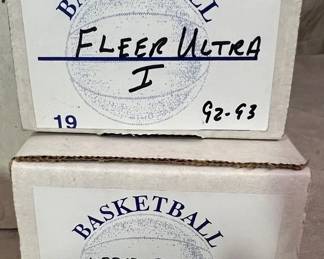 BASKETBALL
FLEER ULTRA
I
19
92-93
BASKETBALL